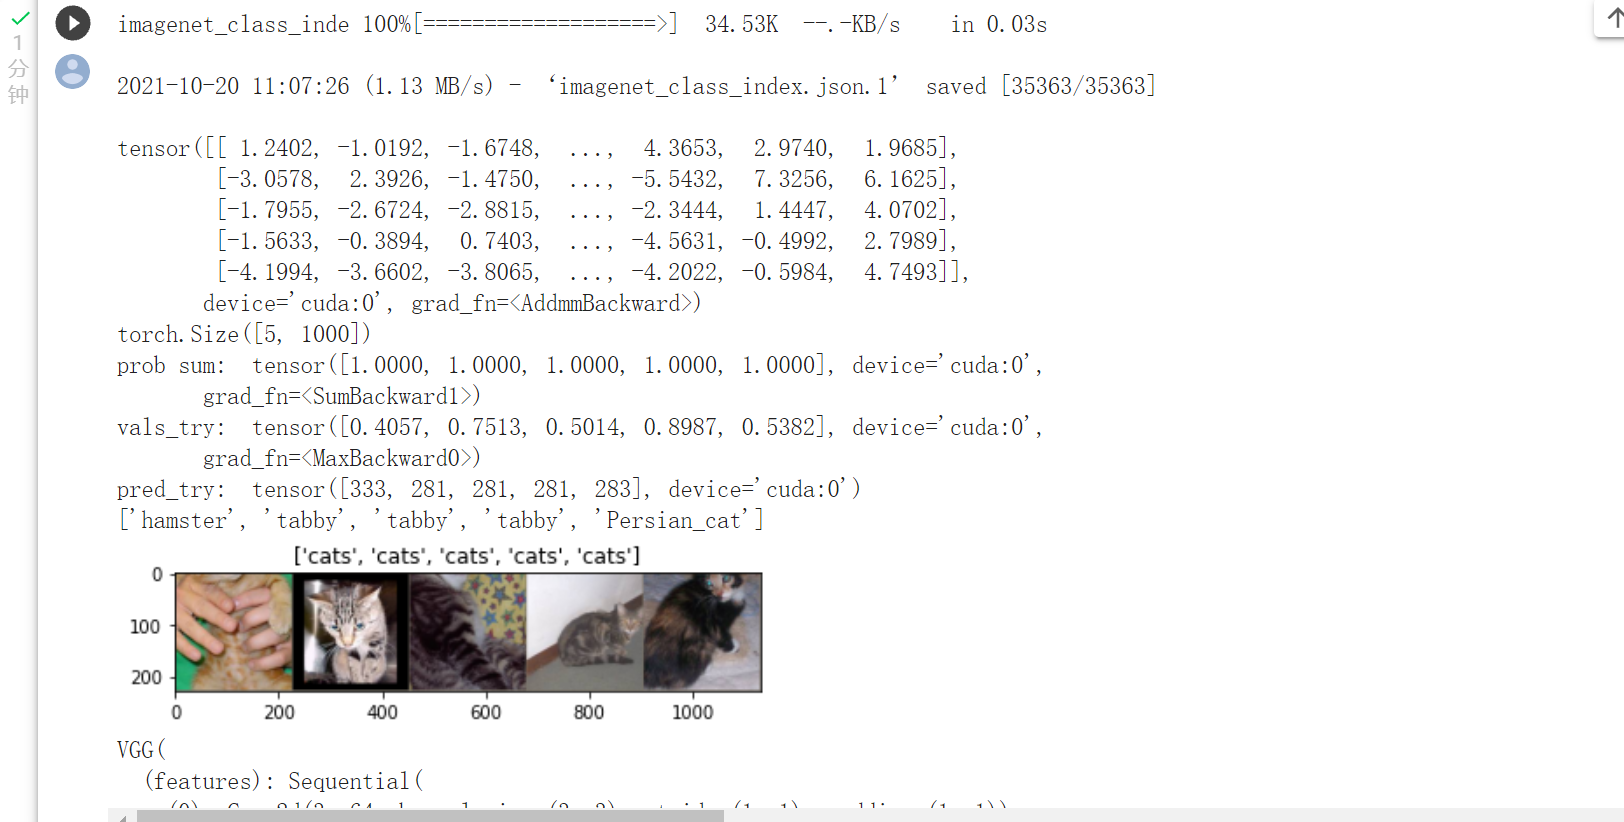 imagenet_class_inde 100%[===================>]  34.53K  --.-KB/s    in 0.03s
1
分
钟
2021-10-20 11:07:26 (1.13 MB/s) - ‘imagenet_class_index.json.1’ saved [35363/35363]
tensor([[ 1.2402, -1.0192, -1.6748,  ...,  4.3653,  2.9740,  1.9685],
[-3.0578,  2.3926, -1.4750,  ..., -5.5432,  7.3256,  6.1625],
[-1.7955, -2.6724, -2.8815,  ..., -2.3444,  1.4447,  4.0702],
[-1.5633, -0.3894,  0.7403,  ..., -4.5631, -0.4992,  2.7989],
[-4.1994, -3.6602, -3.8065,  ..., -4.2022, -0.5984,  4.7493]],
device='cuda:0', grad_fn=<AddmmBackward>)
torch.Size([5, 1000])
prob sum:  tensor([1.0000, 1.0000, 1.0000, 1.0000, 1.0000], device='cuda:0',
grad_fn=<SumBackward1>)
vals_try:  tensor([0.4057, 0.7513, 0.5014, 0.8987, 0.5382], device='cuda:0',
grad_fn=<MaxBackward0>)
pred_try:  tensor([333, 281, 281, 281, 283], device='cuda:0')
['hamster', 'tabby', 'tabby', 'tabby', 'Persian_cat']
['cats', 'cats', 'cats', 'cats', 'cats']
0
100
200
0 200 400 600 800 1000
VGG(
(features): Sequential(